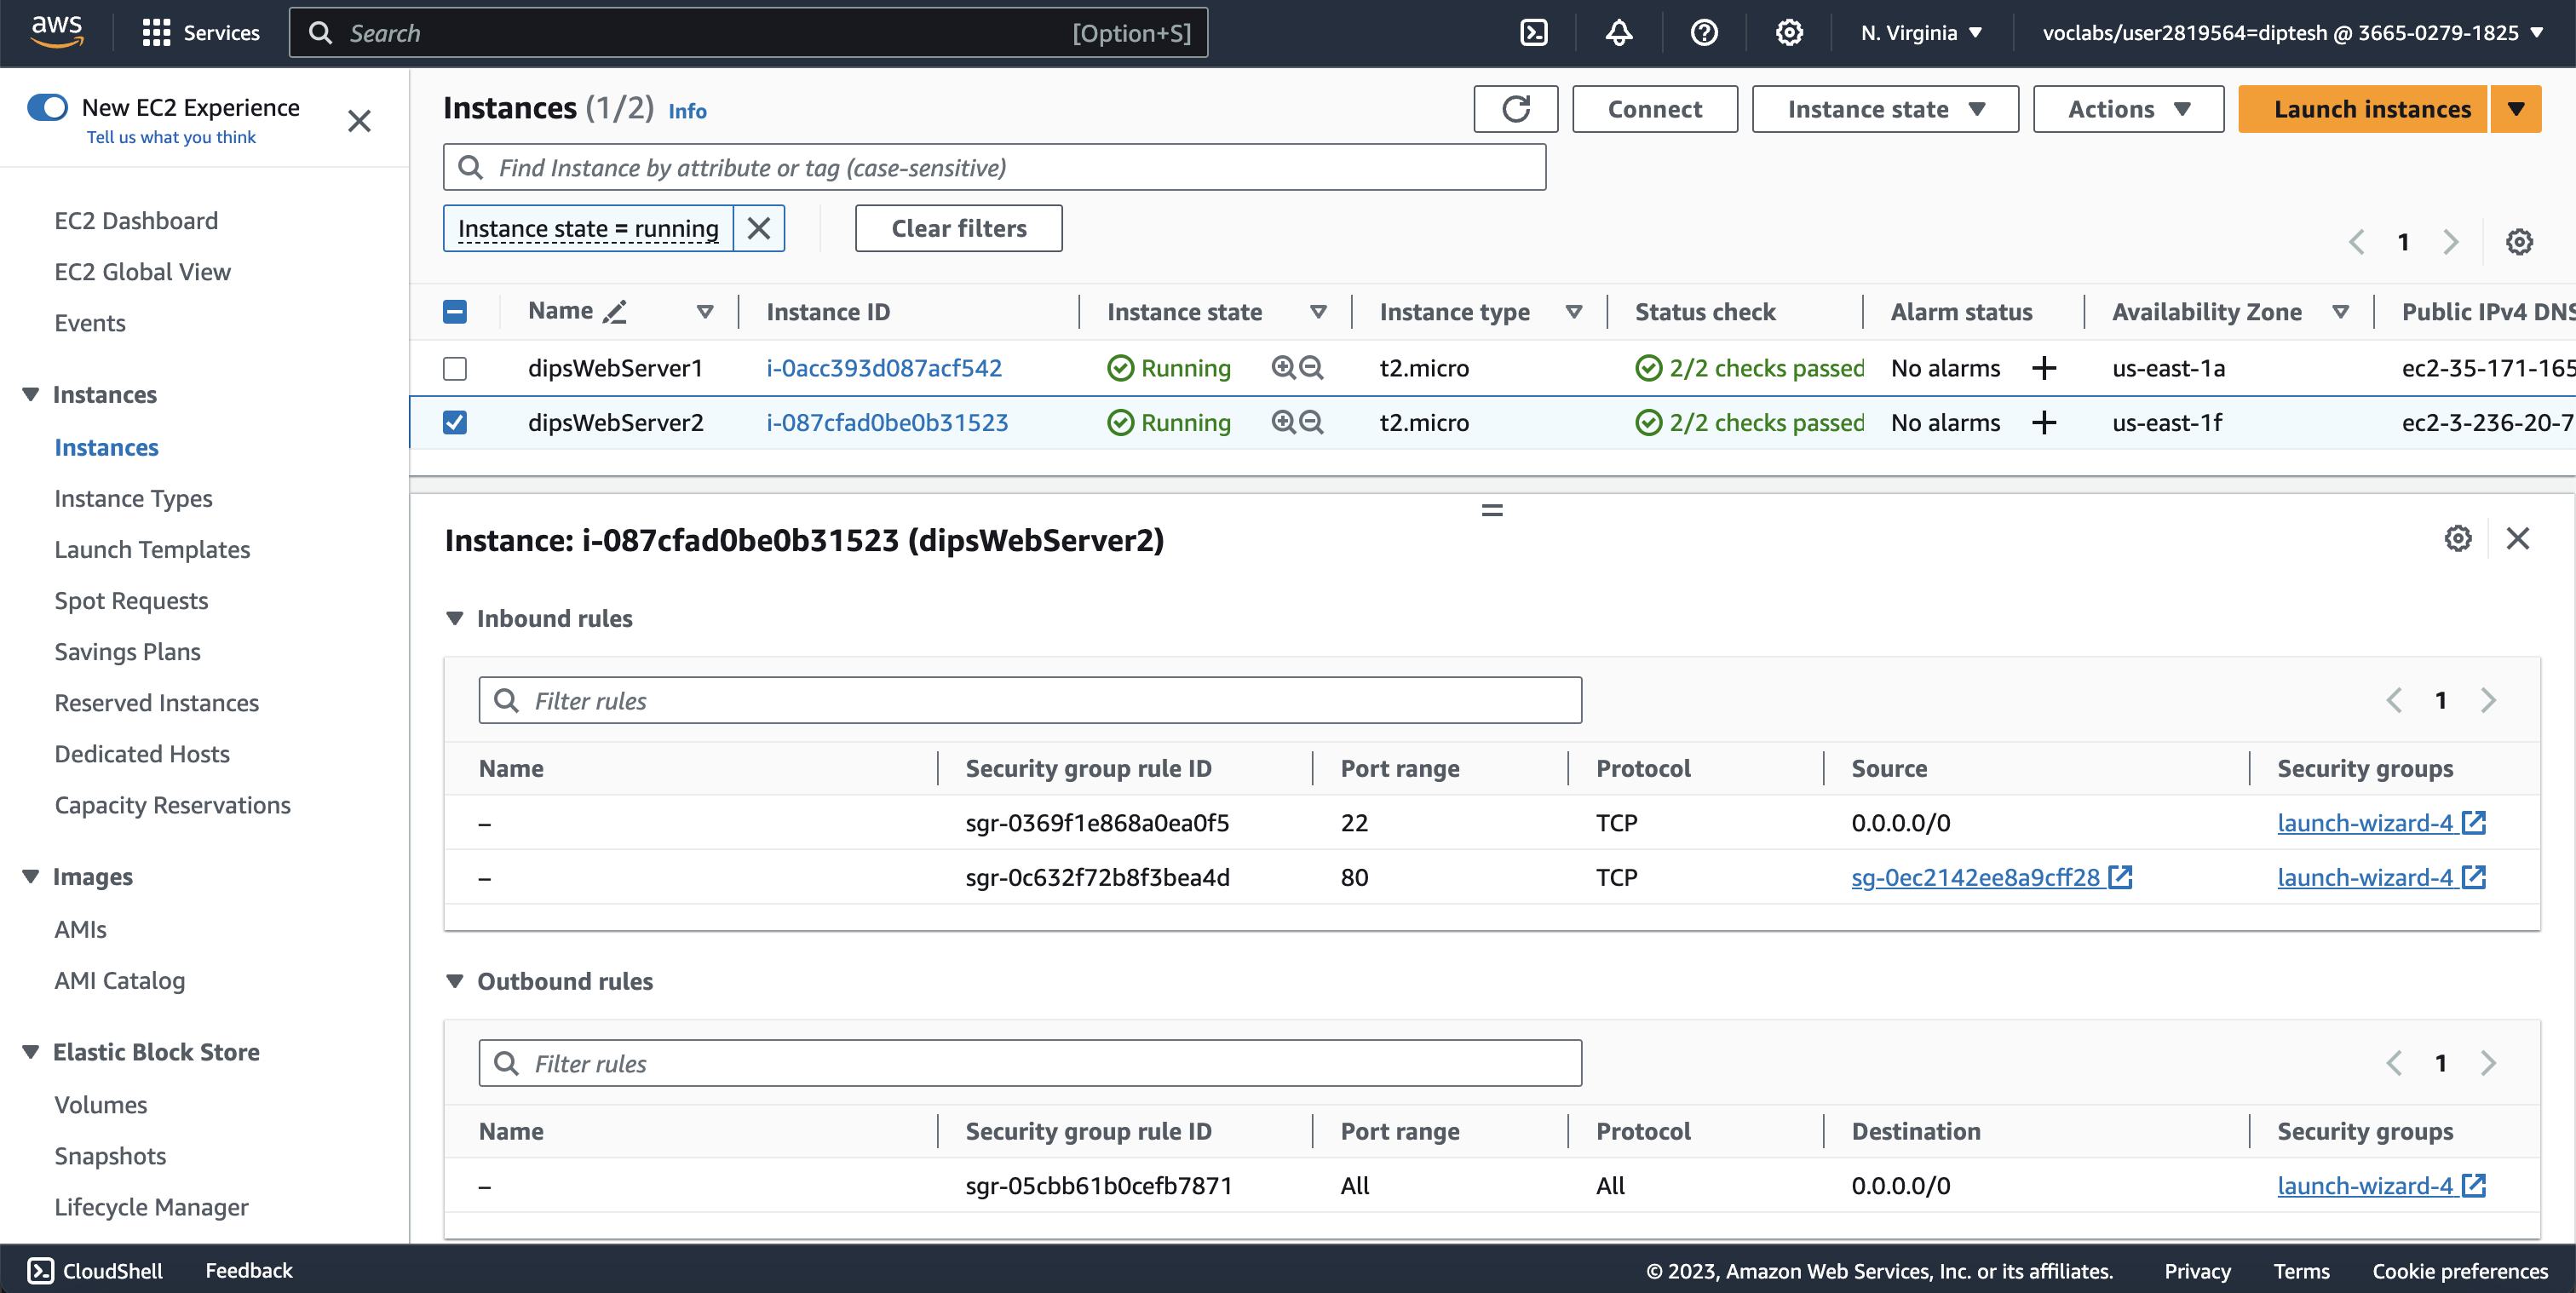 aws Services Search [Option+S] N. Virginia voclabs/user2819564=diptesh @ 3665-0279-1825
New EC2 Experience
Tell us what you think
EC2 Dashboard
EC2 Global View
Events
Instances
Instances
Instance Types
Launch Templates
Spot Requests
Savings Plans
Reserved Instances
Dedicated Hosts
Capacity Reservations
Images
AMIs
AMI Catalog
Elastic Block Store
Volumes
Snapshots
Lifecycle Manager
Instances (1/2) Info Connect Instance state Actions Launch instances
Find Instance by attribute or tag (case-sensitive)
Instance state = running Clear filters 1
Name Instance ID Instance state Instance type Status check Alarm status Availability Zone Public IPv4 DNS
dipsWebServer1 i-0acc393d087acf542 Running t2.micro 2/2 checks passed No alarms us-east-1a ec2-35-171-165
dipsWebServer2 i-087cfad0be0b31523 Running t2.micro 2/2 checks passed No alarms us-east-1f ec2-3-236-20-7
Instance: i-087cfad0be0b31523 (dipsWebServer2)
Inbound rules
Filter rules 1
Name Security group rule ID Port range Protocol Source Security groups
– sgr-0369f1e868a0ea0f5 22 TCP 0.0.0.0/0 launch-wizard-4
– sgr-0c632f72b8f3bea4d 80 TCP sg-0ec2142ee8a9cff28 launch-wizard-4
Outbound rules
Filter rules 1
Name Security group rule ID Port range Protocol Destination Security groups
– sgr-05cbb61b0cefb7871 All All 0.0.0.0/0 launch-wizard-4
CloudShell Feedback © 2023, Amazon Web Services, Inc. or its affiliates. Privacy Terms Cookie preferences